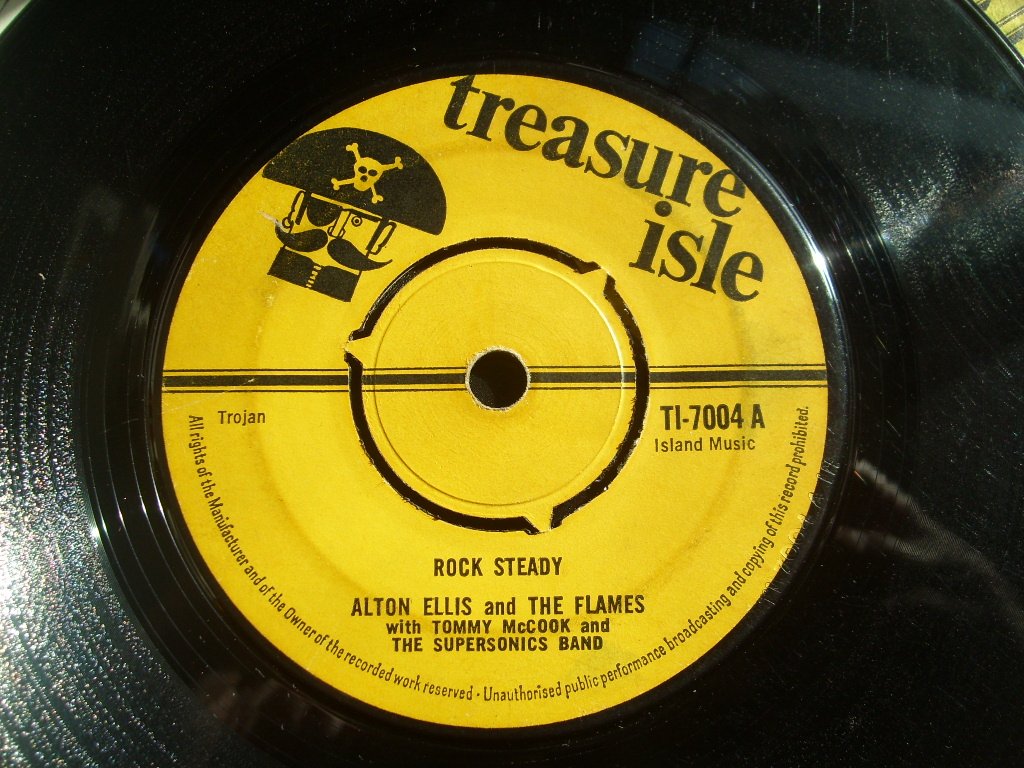 treasure
isle
Trojan
TI-7004 A
Island Music
ROCK STEADY
ALTON ELLIS and THE FLAMES
with TOMMY McCOOK and
THE SUPERSONICS BAND
All rights of the Manufacturer and of the Owner of the recorded work reserved · Unauthorised public performance broadcasting and copying of this record prohibited.